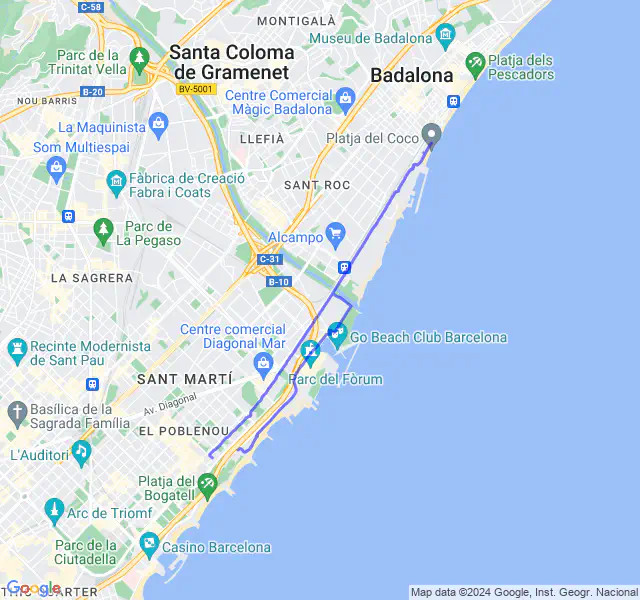 C-58
MONTIGALÀ
Museu de Badalona
Parc de la
Trinitat Vella
Santa Coloma
de Gramenet
Platja dels
Pescadors
Badalona
BV-5001
B-20
NOU BARRIS
Centre Comercial
Màgic Badalona
La Maquinista
LLEFIÀ
Platja del Coco
Som Multiespai
Fàbrica de Creació
Fabra i Coats
SANT ROC
Parc de
La Pegaso
Alcampo
C-31
LA SAGRERA
B-10
Centre comercial
Diagonal Mar
Go Beach Club Barcelona
Recinte Modernista
de Sant Pau
Parc del Fòrum
SANT MARTÍ
Av. Diagonal
Basílica de la
Sagrada Família
EL POBLENOU
L'Auditori
Platja del
Bogatell
Arc de Triomf
Parc de la
Ciutadella
Casino Barcelona
Google
THIC QUARTER
Map data ©2024 Google, Inst. Geogr. Nacional